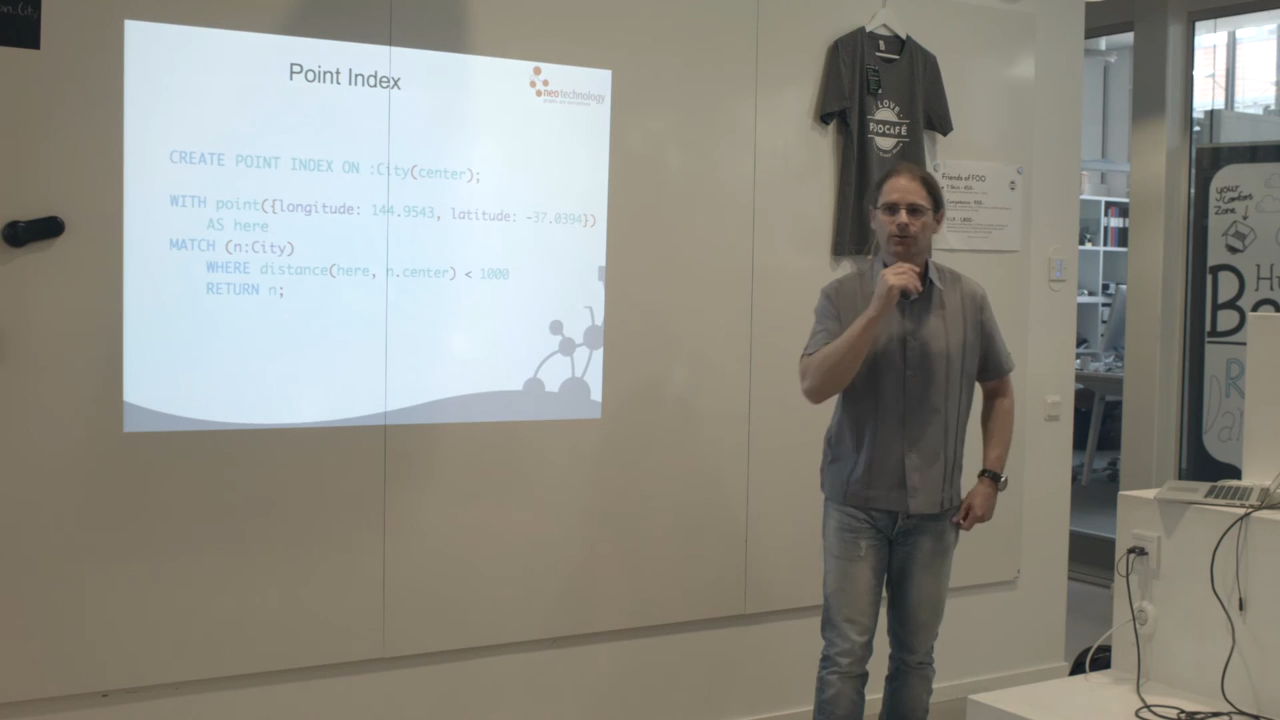 Point Index
neo technology
CREATE POINT INDEX ON :City(center);
WITH point({longitude: 144.9543, latitude: -37.0394})
AS here
MATCH (n:City)
WHERE distance(here, n.center) < 1000
RETURN n;
I LOVE
FOOCAFÉ
Friends of FOO
your
Comfort
Zone